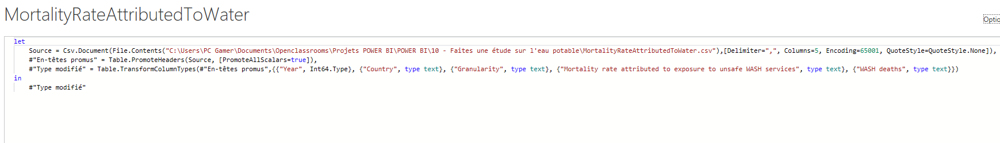 MortalityRateAttributedToWater
Optio
let
Source = Csv.Document(File.Contents("C:\Users\PC Gamer\Documents\Openclassrooms\Projets POWER BI\POWER BI\10 - Faites une étude sur l'eau potable\MortalityRateAttributedToWater.csv"),[Delimiter=",", Columns=5, Encoding=65001, QuoteStyle=QuoteStyle.None]),
#"En-têtes promus" = Table.PromoteHeaders(Source, [PromoteAllScalars=true]),
#"Type modifié" = Table.TransformColumnTypes(#"En-têtes promus",{{"Year", Int64.Type}, {"Country", type text}, {"Granularity", type text}, {"Mortality rate attributed to exposure to unsafe WASH services", type text}, {"WASH deaths", type text}})
in
#"Type modifié"